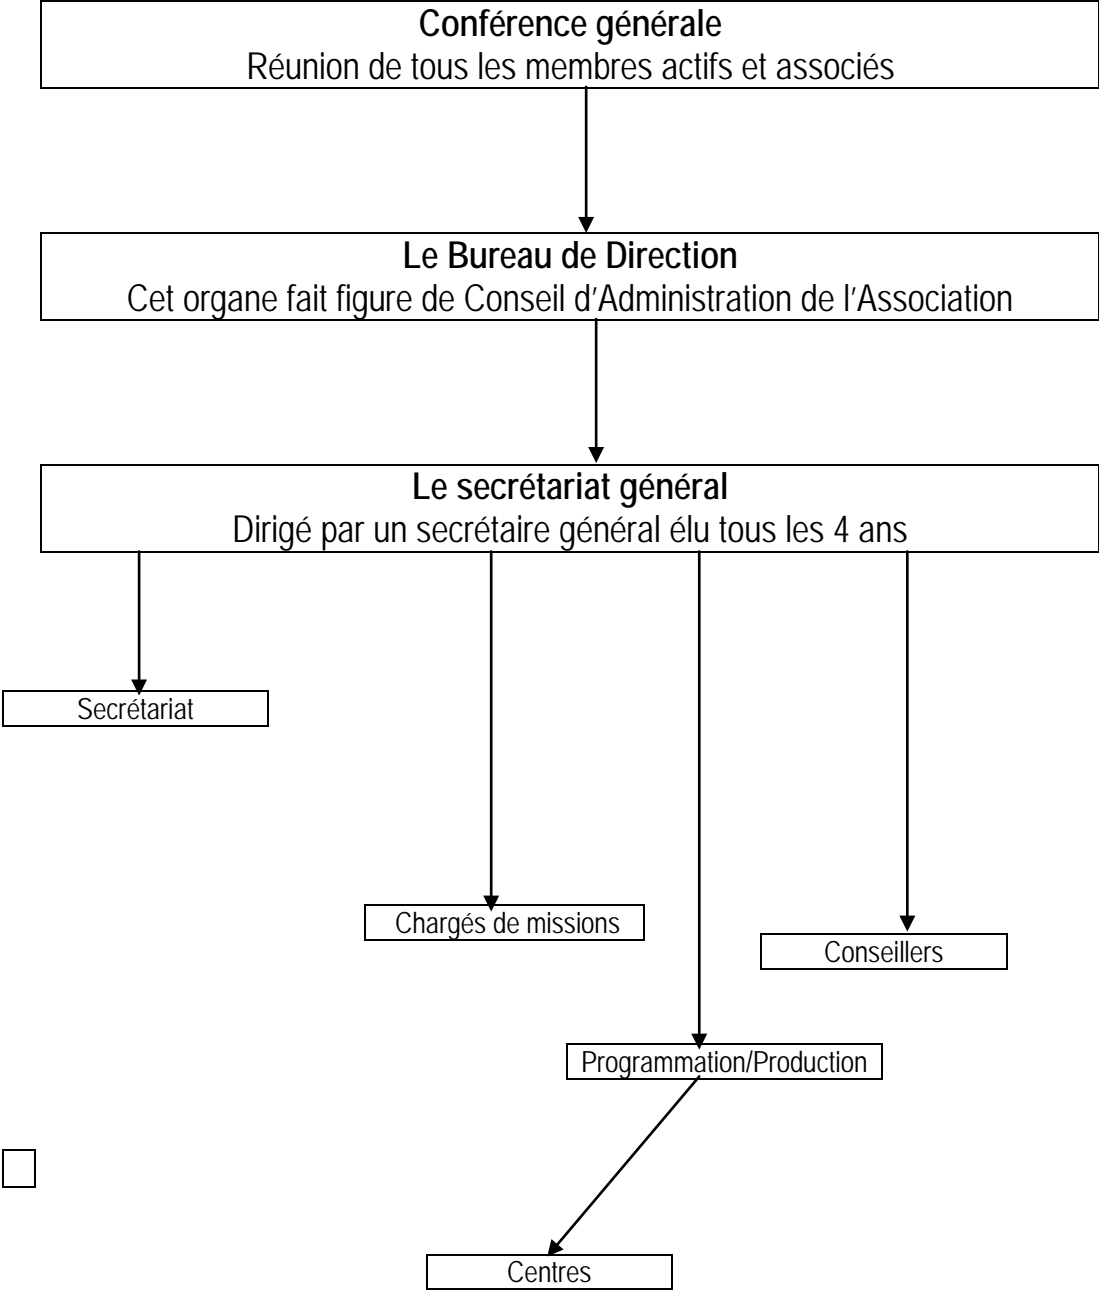 Conférence générale
Réunion de tous les membres actifs et associés
Le Bureau de Direction
Cet organe fait figure de Conseil d’Administration de l’Association
Le secrétariat général
Dirigé par un secrétaire général élu tous les 4 ans
Secrétariat
Chargés de missions
Conseillers
Programmation/Production
Centres